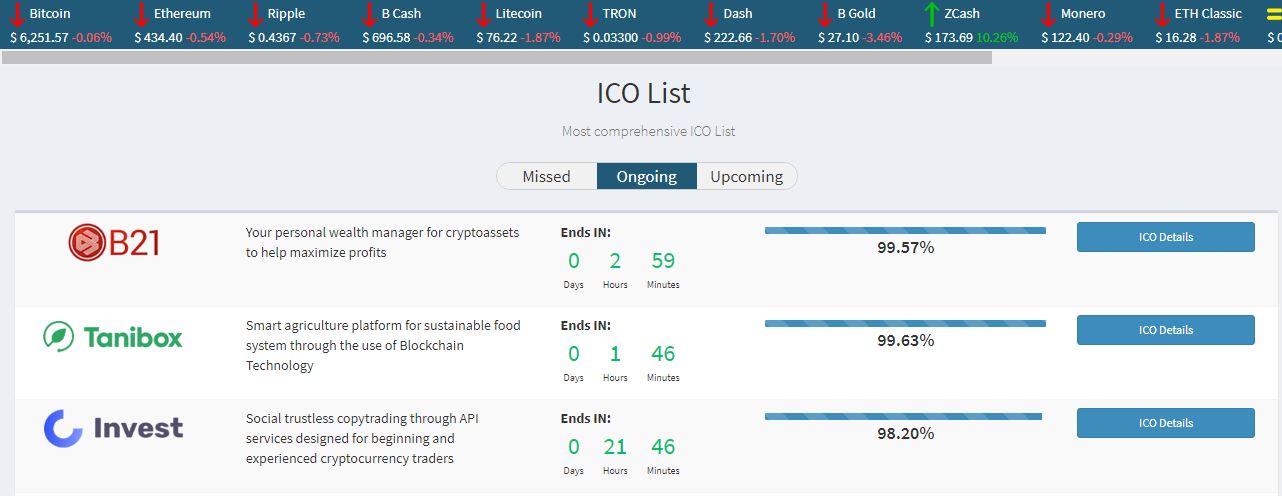 Bitcoin Ethereum Ripple B Cash Litecoin TRON Dash B Gold ZCash Monero ETH Classic
$ 6,251.57 -0.06% $ 434.40 -0.54% $ 0.4367 -0.73% $ 696.58 -0.34% $ 76.22 -1.87% $ 0.03300 -0.99% $ 222.66 -1.70% $ 27.10 -3.46% $ 173.69 10.26% $ 122.40 -0.29% $ 16.28 -1.87%
ICO List
Most comprehensive ICO List
Missed Ongoing Upcoming
B21
Your personal wealth manager for cryptoassets
to help maximize profits
Ends IN:
0 2 59
Days Hours Minutes
99.57%
ICO Details
Tanibox
Smart agriculture platform for sustainable food
system through the use of Blockchain
Technology
Ends IN:
0 1 46
Days Hours Minutes
99.63%
ICO Details
Invest
Social trustless copytrading through API
services designed for beginning and
experienced cryptocurrency traders
Ends IN:
0 21 46
Days Hours Minutes
98.20%
ICO Details